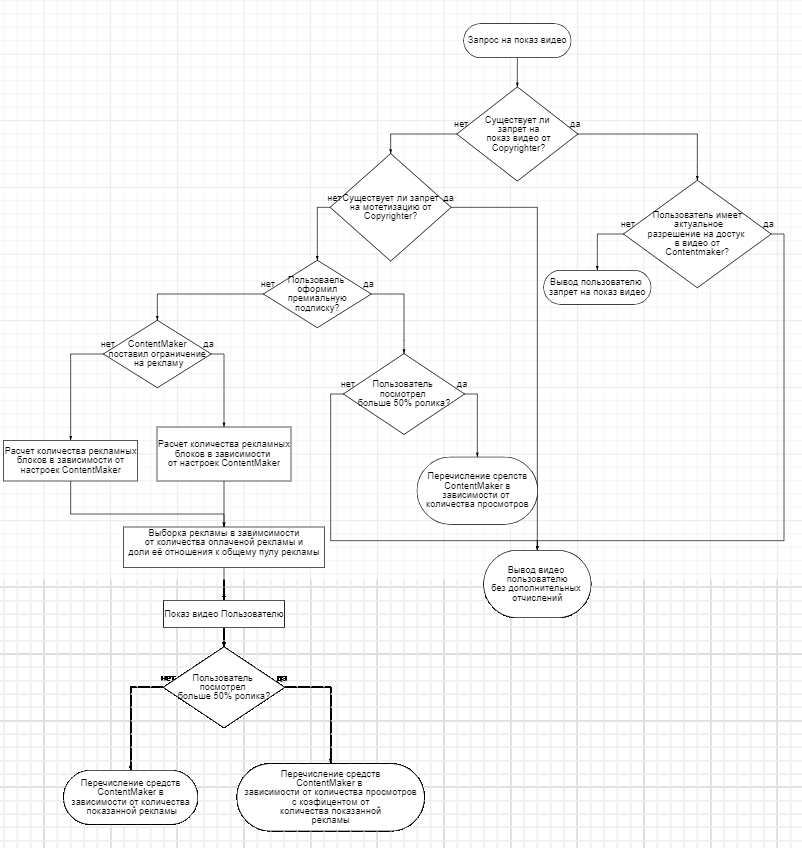 Запрос на показ видео
Существует ли
запрет на
показ видео от
Copyrighter?
нет
да
Существует ли запрет
на мотетизацию от
Copyrighter?
нет
да
Пользователь имеет
актуальное
разрешение на доступ
к видео от
Contentmaker?
нет
да
Вывод пользователю
запрет на показ видео
Пользоваель
оформил
премиальную
подписку?
нет
да
ContentMaker
поставил ограничение
на рекламу
нет
да
Пользователь
посмотрел
больше 50% ролика?
нет
да
Расчет количества рекламных
блоков в зависимости от
настроек ContentMaker
Расчет количества рекламных
блоков в зависимости
от настроек ContentMaker
Перечисление срелств
ContentMaker в
зависимости от
количества просмотров
Выборка рекламы в завимсимости
от количества оплаченой рекламы и
доли её отношения к общему пулу рекламы
Вывод видео
пользователю
без дополнительных
отчислений
Показ видео Пользователю
Пользователь
посмотрел
больше 50% ролика?
нет
да
Перечисление средств
ContentMaker в
зависимости от количества
показанной рекламы
Перечисление средств
ContentMaker в
зависимости от количества просмотров
с коэфицентом от
количества показанной
рекламы